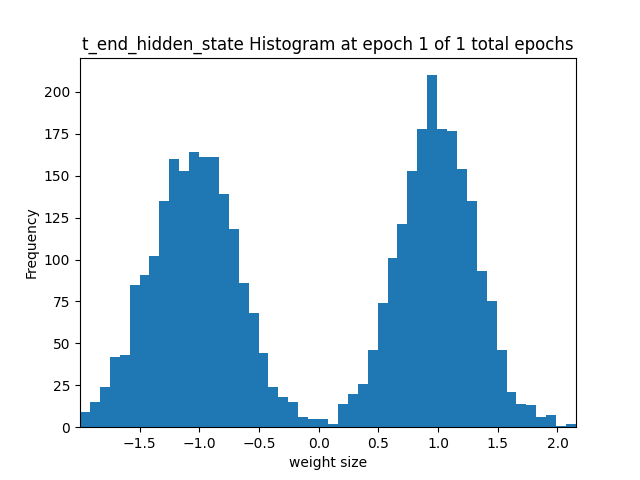 t_end_hidden_state Histogram at epoch 1 of 1 total epochs
200
175
150
125
100
75
50
25
0
Frequency
−1.5 −1.0 −0.5 0.0 0.5 1.0 1.5 2.0
weight size